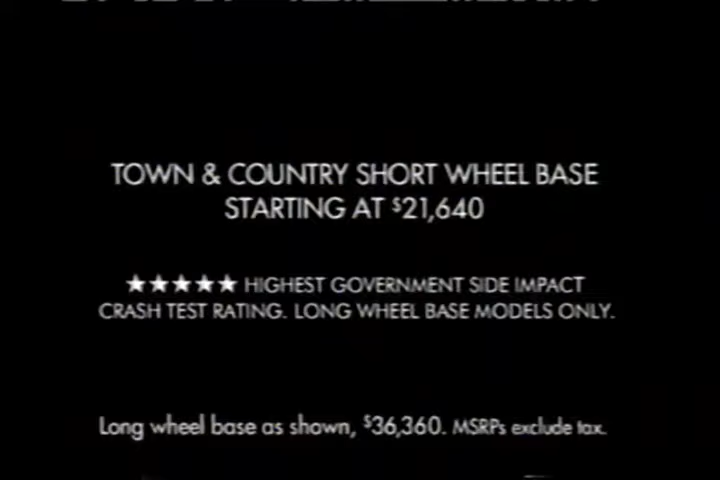 TOWN & COUNTRY SHORT WHEEL BASE
STARTING AT $21,640
★★★★★ HIGHEST GOVERNMENT SIDE IMPACT
CRASH TEST RATING. LONG WHEEL BASE MODELS ONLY.
Long wheel base as shown, $36,360. MSRPs exclude tax.